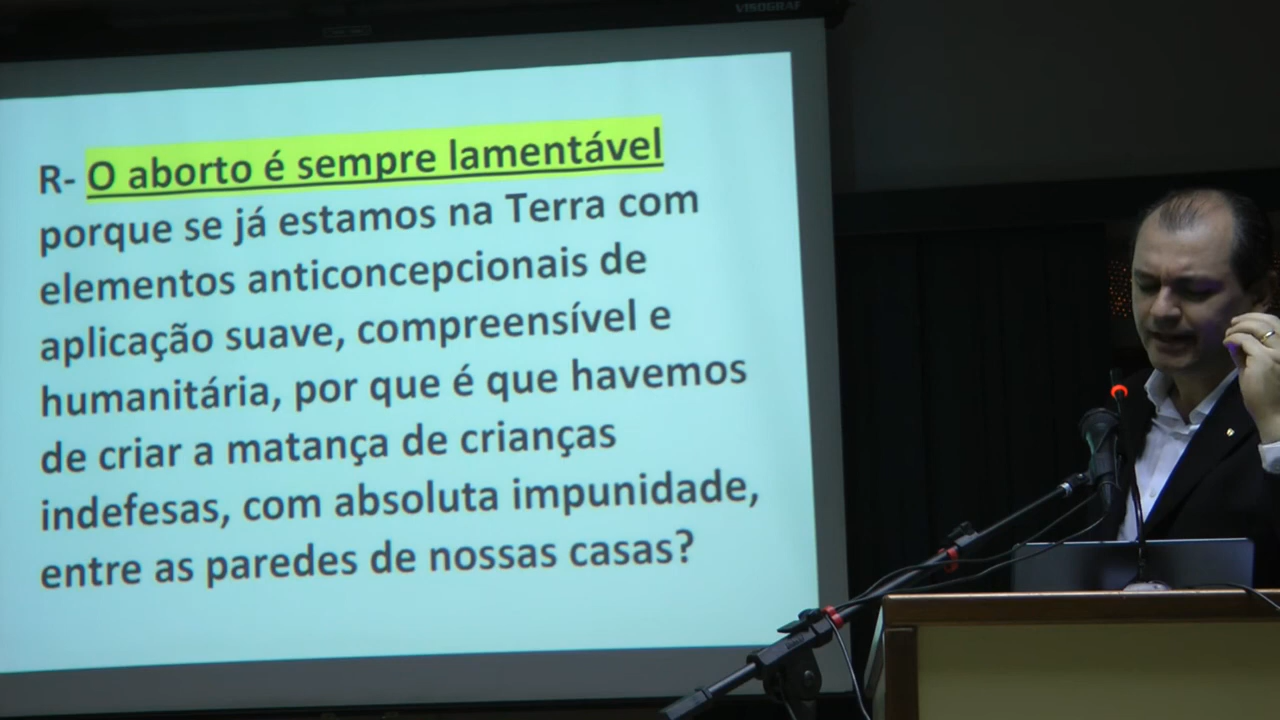 VISOGRAF
R- O aborto é sempre lamentável
porque se já estamos na Terra com
elementos anticoncepcionais de
aplicação suave, compreensível e
humanitária, por que é que havemos
de criar a matança de crianças
indefesas, com absoluta impunidade,
entre as paredes de nossas casas?